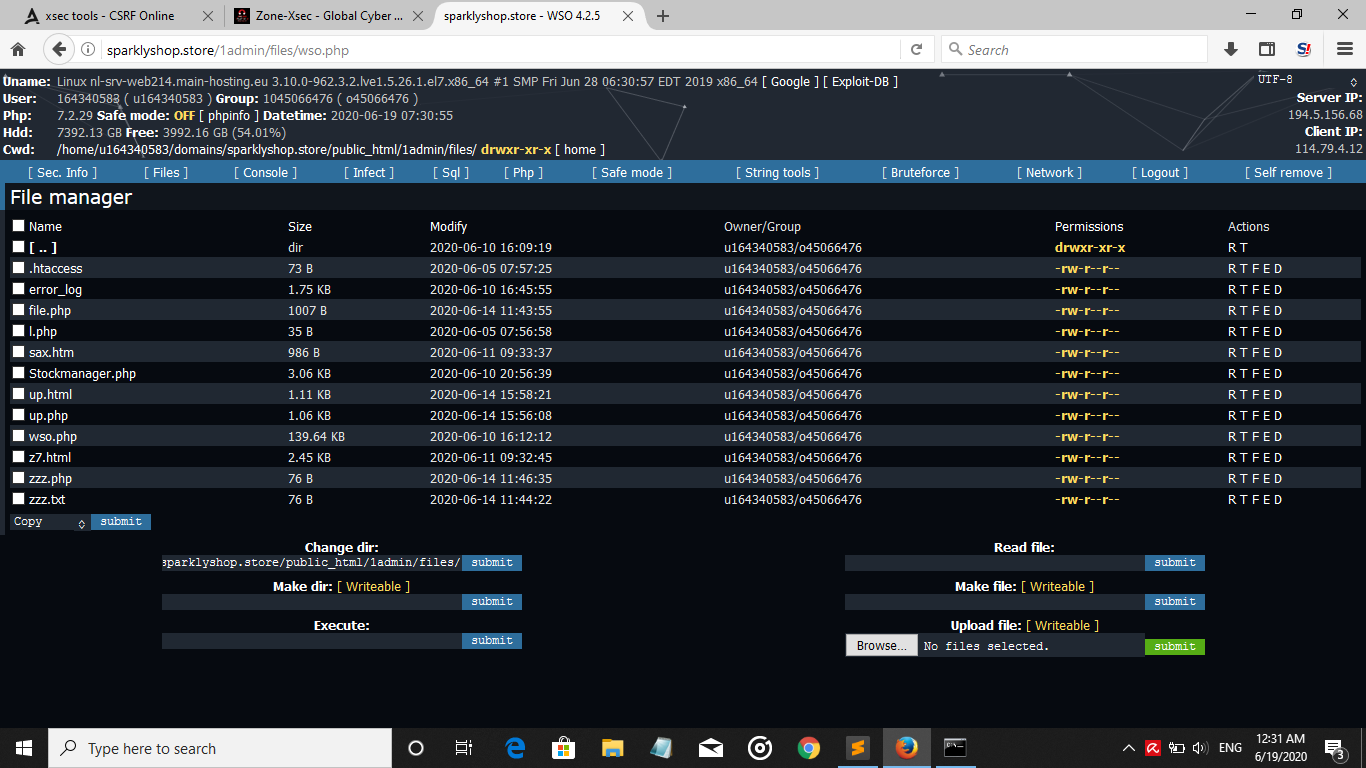 xsec tools - CSRF Online
Zone-Xsec - Global Cyber ...
sparklyshop.store - WSO 4.2.5
sparklyshop.store/1admin/files/wso.php
Search
Uname: Linux nl-srv-web214.main-hosting.eu 3.10.0-962.3.2.lve1.5.26.1.el7.x86_64 #1 SMP Fri Jun 28 06:30:57 EDT 2019 x86_64 [ Google ] [ Exploit-DB ]
UTF-8
User: 164340583 ( u164340583 ) Group: 1045066476 ( o45066476 )
Server IP:
Php: 7.2.29 Safe mode: OFF [ phpinfo ] Datetime: 2020-06-19 07:30:55
194.5.156.68
Hdd: 7392.13 GB Free: 3992.16 GB (54.01%)
Client IP:
Cwd: /home/u164340583/domains/sparklyshop.store/public_html/1admin/files/ drwxr-xr-x [ home ]
114.79.4.12
[ Sec. Info ] [ Files ] [ Console ] [ Infect ] [ Sql ] [ Php ] [ Safe mode ] [ String tools ] [ Bruteforce ] [ Network ] [ Logout ] [ Self remove ]
File manager
Name Size Modify Owner/Group Permissions Actions
[ .. ] dir 2020-06-10 16:09:19 u164340583/o45066476 drwxr-xr-x R T
.htaccess 73 B 2020-06-05 07:57:25 u164340583/o45066476 -rw-r--r-- R T F E D
error_log 1.75 KB 2020-06-10 16:45:55 u164340583/o45066476 -rw-r--r-- R T F E D
file.php 1007 B 2020-06-14 11:43:55 u164340583/o45066476 -rw-r--r-- R T F E D
l.php 35 B 2020-06-05 07:56:58 u164340583/o45066476 -rw-r--r-- R T F E D
sax.htm 986 B 2020-06-11 09:33:37 u164340583/o45066476 -rw-r--r-- R T F E D
Stockmanager.php 3.06 KB 2020-06-10 20:56:39 u164340583/o45066476 -rw-r--r-- R T F E D
up.html 1.11 KB 2020-06-14 15:58:21 u164340583/o45066476 -rw-r--r-- R T F E D
up.php 1.06 KB 2020-06-14 15:56:08 u164340583/o45066476 -rw-r--r-- R T F E D
wso.php 139.64 KB 2020-06-10 16:12:12 u164340583/o45066476 -rw-r--r-- R T F E D
z7.html 2.45 KB 2020-06-11 09:32:45 u164340583/o45066476 -rw-r--r-- R T F E D
zzz.php 76 B 2020-06-14 11:46:35 u164340583/o45066476 -rw-r--r-- R T F E D
zzz.txt 76 B 2020-06-14 11:44:22 u164340583/o45066476 -rw-r--r-- R T F E D
Copy submit
Change dir:
sparklyshop.store/public_html/1admin/files/ submit
Read file:
submit
Make dir: [ Writeable ]
submit
Make file: [ Writeable ]
submit
Execute:
submit
Upload file: [ Writeable ]
Browse... No files selected. submit
Type here to search
ENG
12:31 AM
6/19/2020
3